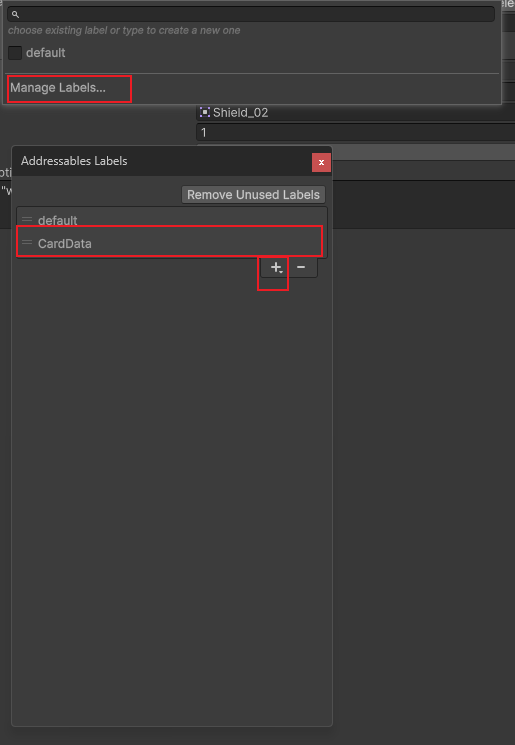 choose existing label or type to create a new one
default
Manage Labels...
Shield_02
1
Addressables Labels
x
"w
Remove Unused Labels
default
CardData